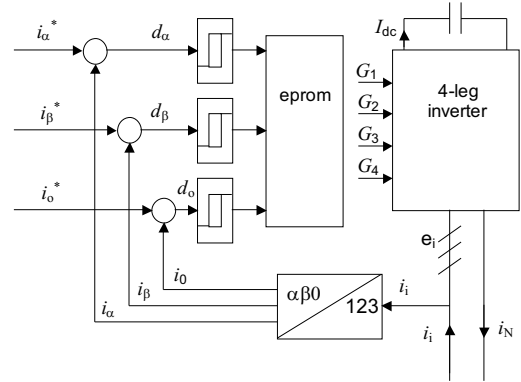 iα*
dα
Idc
iβ*
dβ
eprom
G1
G2
G3
G4
4-leg
inverter
io*
do
ei
i0
iβ
iα
αβ0
123
ii
ii
iN